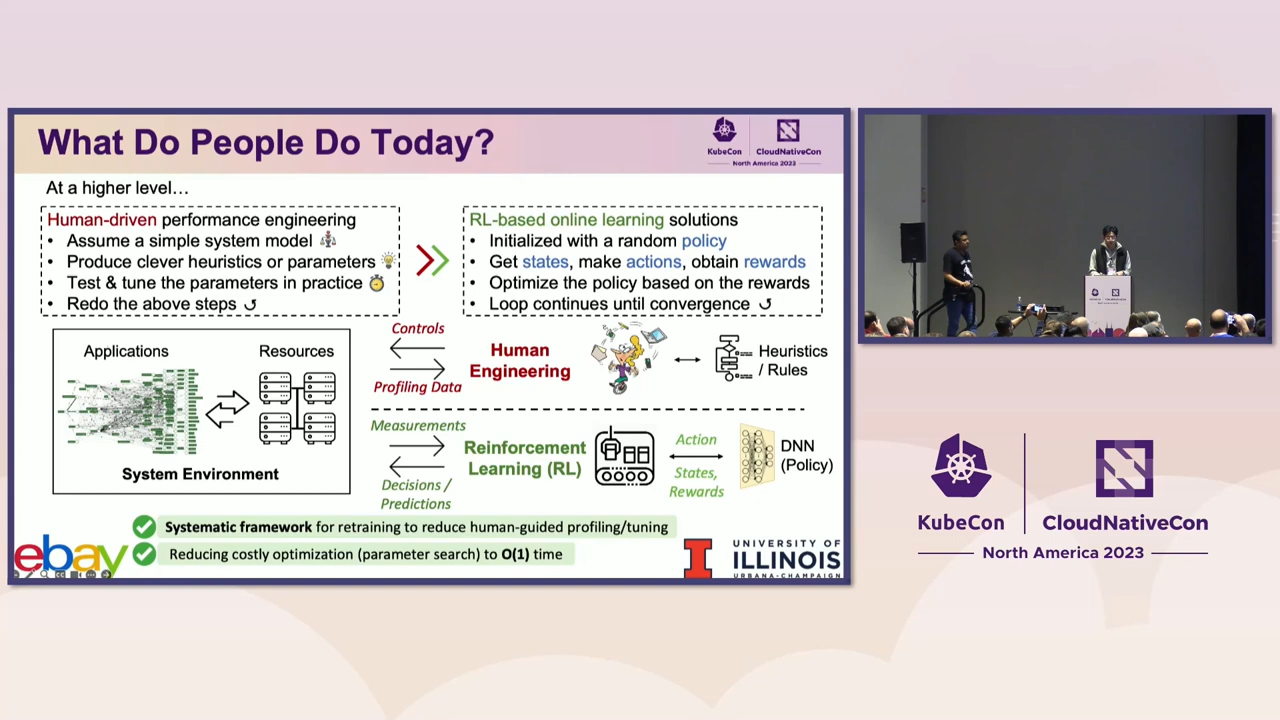 What Do People Do Today?
KubeCon
CloudNativeCon
North America 2023
At a higher level...
Human-driven performance engineering
• Assume a simple system model
• Produce clever heuristics or parameters
• Test & tune the parameters in practice
• Redo the above steps
RL-based online learning solutions
• Initialized with a random policy
• Get states, make actions, obtain rewards
• Optimize the policy based on the rewards
• Loop continues until convergence
Applications
Resources
System Environment
Controls
Profiling Data
Human
Engineering
Heuristics
/ Rules
Measurements
Decisions /
Predictions
Reinforcement
Learning (RL)
Action
States,
Rewards
DNN
(Policy)
Systematic framework for retraining to reduce human-guided profiling/tuning
Reducing costly optimization (parameter search) to O(1) time
ebay
UNIVERSITY OF
ILLINOIS
URBANA-CHAMPAIGN
KubeCon
CloudNativeCon
North America 2023